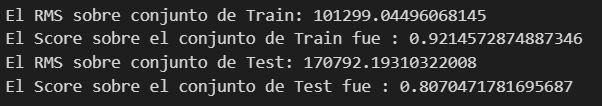 El RMS sobre conjunto de Train: 101299.04496068145
El Score sobre el conjunto de Train fue : 0.9214572874887346
El RMS sobre conjunto de Test: 170792.19310322008
El Score sobre el conjunto de Test fue : 0.8070471781695687